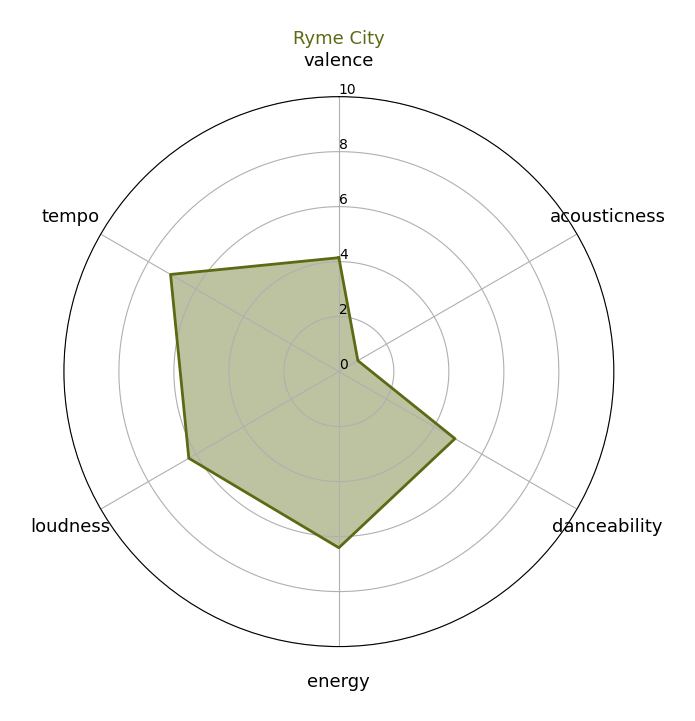 Ryme City
valence
10
8
tempo
6
acousticness
4
2
0
loudness
danceability
energy